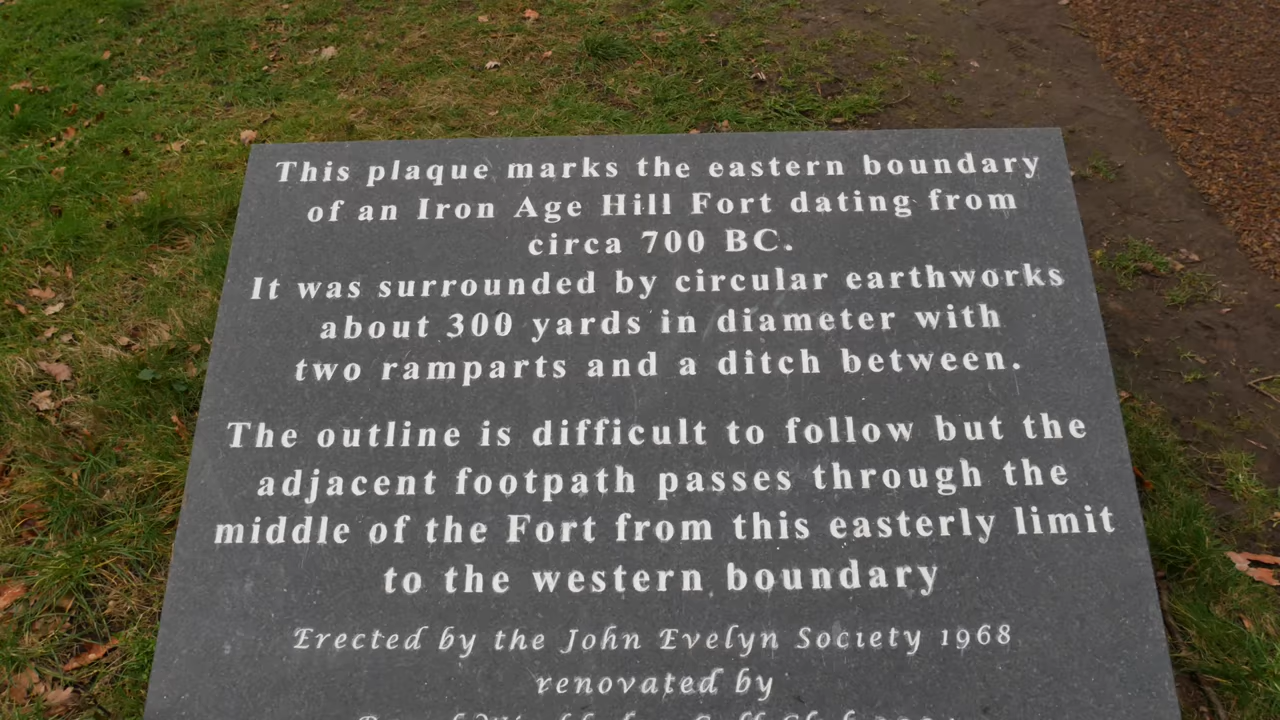 This plaque marks the eastern boundary
of an Iron Age Hill Fort dating from
circa 700 BC.
It was surrounded by circular earthworks
about 300 yards in diameter with
two ramparts and a ditch between.
The outline is difficult to follow but the
adjacent footpath passes through the
middle of the Fort from this easterly limit
to the western boundary
Erected by the John Evelyn Society 1968
renovated by